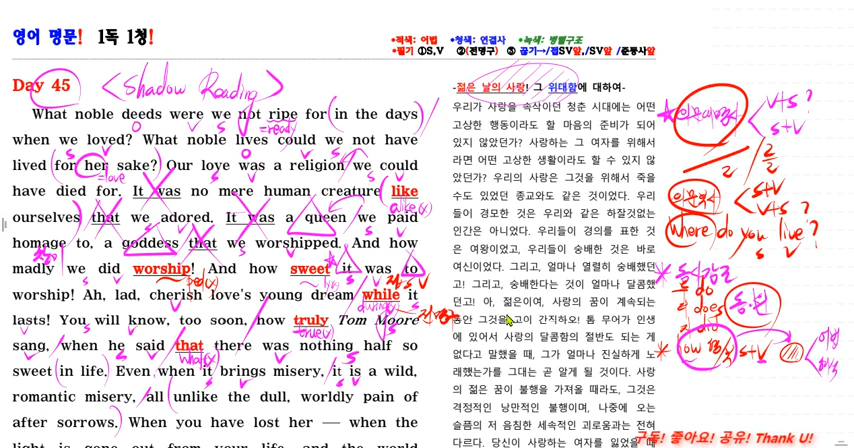 영어 명문! 1독 1청!
•적색: 어법 •청색: 연결사 •녹색: 병렬구조
•필기 ①S,V ②(전명구) ③ 끊기→/접SV앞,/SV앞 /준동사앞
Day 45 <Shadow Reading>
What noble deeds were we not ripe for (in the days
=ready
when we loved? What noble lives could we not have
lived (for her sake?) Our love was a religion we could
=love
have died for. It was no mere human creature (like
alike(x)
ourselves) that we adored. It was a queen we paid
homage to, a goddess that we worshipped. And how
madly we did worship! And how sweet it was to
worship! Ah, lad, cherish love's young dream while it
during(x)
lasts! You will know, too soon, how truly Tom Moore
true(x)
sang, when he said that there was nothing half so
what(x)
sweet (in life.) Even when it brings misery, it is a wild,
romantic misery, all (unlike the dull, worldly pain of
after sorrows.) When you have lost her — when the
light is gone out from your life, and the world
-젊은 날의 사랑! 그 위대함에 대하여-
우리가 사랑을 속삭이던 청춘 시대에는 어떤
고상한 행동이라도 할 마음의 준비가 되어
있지 않았던가? 사랑하는 그 여자를 위해서
라면 어떤 고상한 생활이라도 할 수 있지 않
았던가? 우리의 사랑은 그것을 위해서 죽을
수도 있었던 종교와도 같은 것이었다. 우리
들이 경모한 것은 우리와 같은 하잘것없는
인간은 아니었다. 우리들이 경의를 표한 것
은 여왕이었고, 우리들이 숭배한 것은 바로
여신이었다. 그리고, 얼마나 열렬히 숭배했던
고! 그리고, 숭배한다는 것이 얼마나 달콤했
던고! 아, 젊은이여, 사랑의 꿈이 계속되는
동안 그것을 고이 간직하오! 톰 무어가 인생
에 있어서 사랑의 달콤함의 절반도 되는 게
없다고 말했을 때, 그가 얼마나 진실하게 노
래했는가를 그대는 곧 알게 될 것이다. 사랑
의 젊은 꿈이 불행을 가져올 때라도, 그것은
격정적인 낭만적인 불행이며, 나중에 오는
슬픔의 저 음침한 세속적인 괴로움과는 전혀
다르다. 당신이 사랑하는 여자를 잃었을 때
V+S ?
S+V
S+V
V+S ?
where do you live?
do
does
did
S+V
구독! 좋아요! 공유! Thank U!